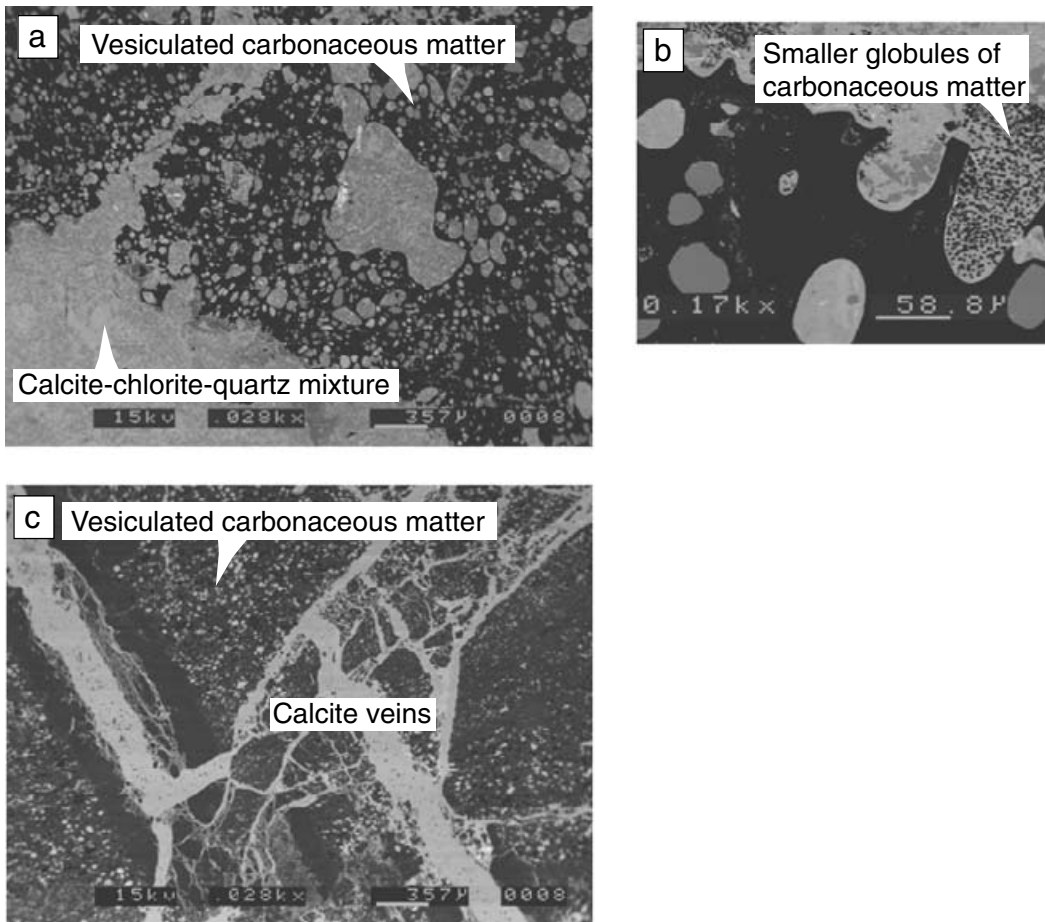 a
Vesiculated carbonaceous matter
Calcite-chlorite-quartz mixture
15kv .028kx 357μ 0008
b
Smaller globules of
carbonaceous matter
0.17kx 58.8μ
c
Vesiculated carbonaceous matter
Calcite veins
15kv .028kx 357μ 0008